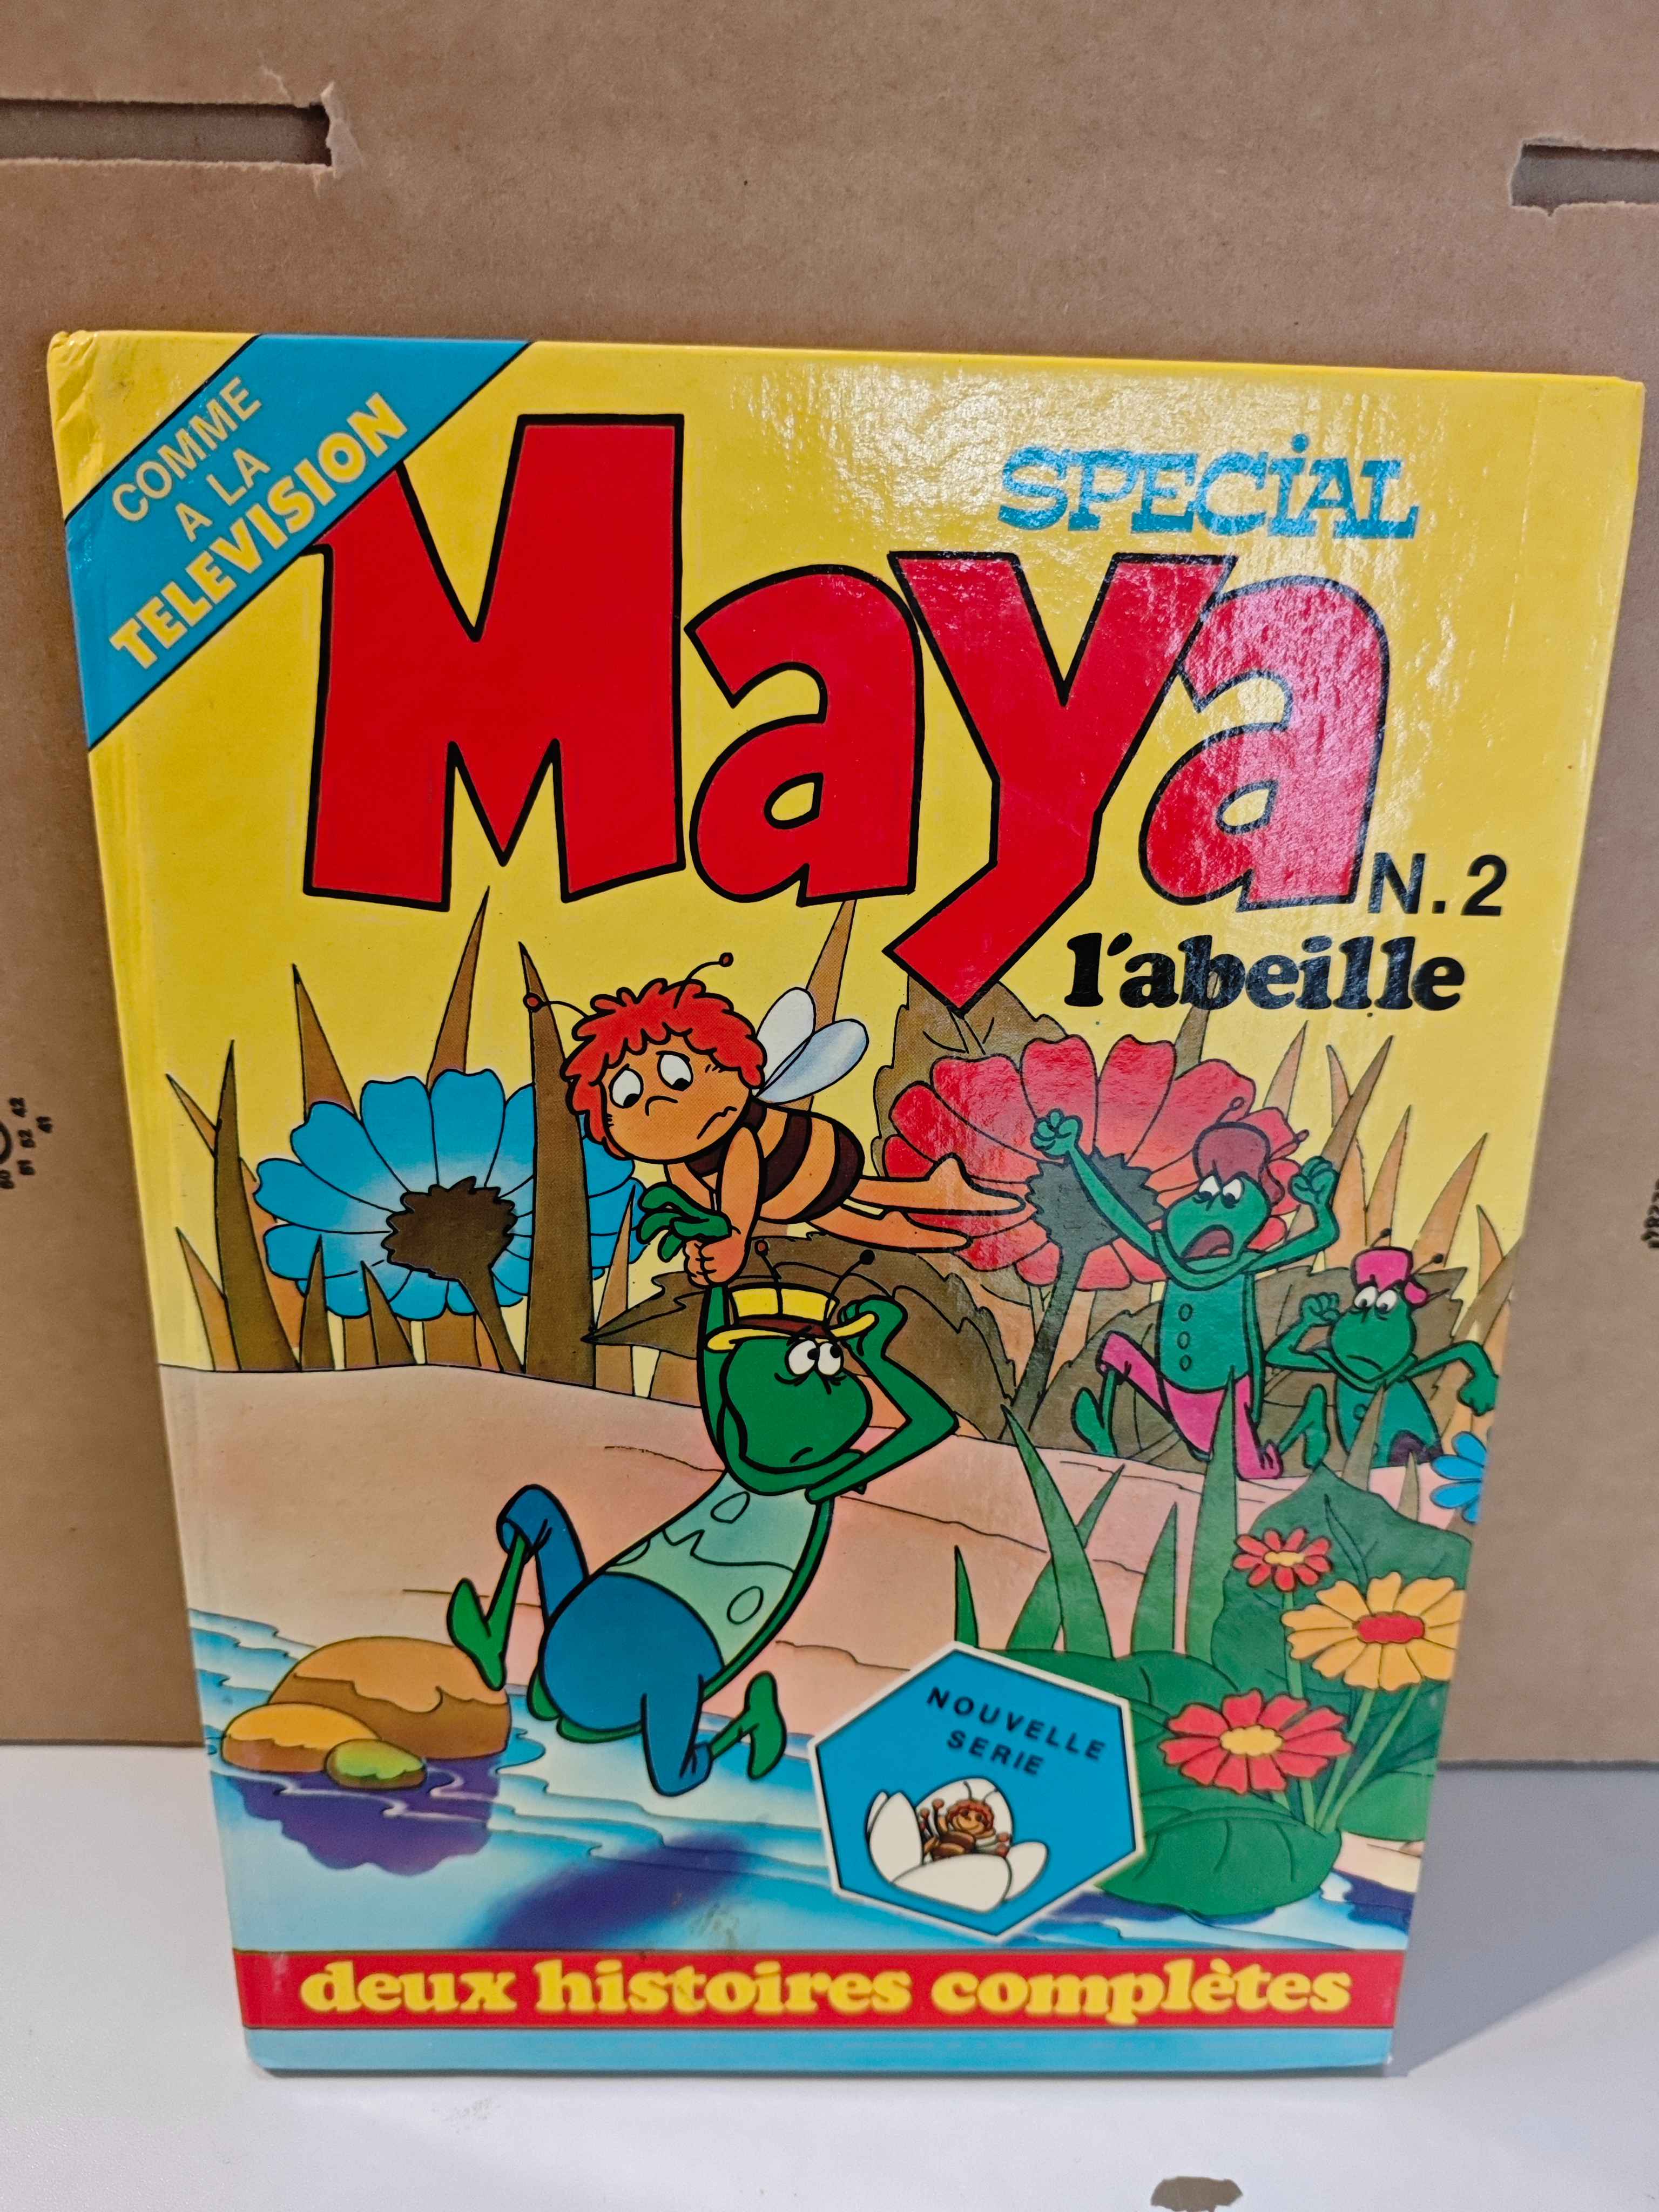 COMME
A LA
TELEVISION
SPECIAL
Maya
N. 2
l'abeille
NOUVELLE
SERIE
deux histoires complètes